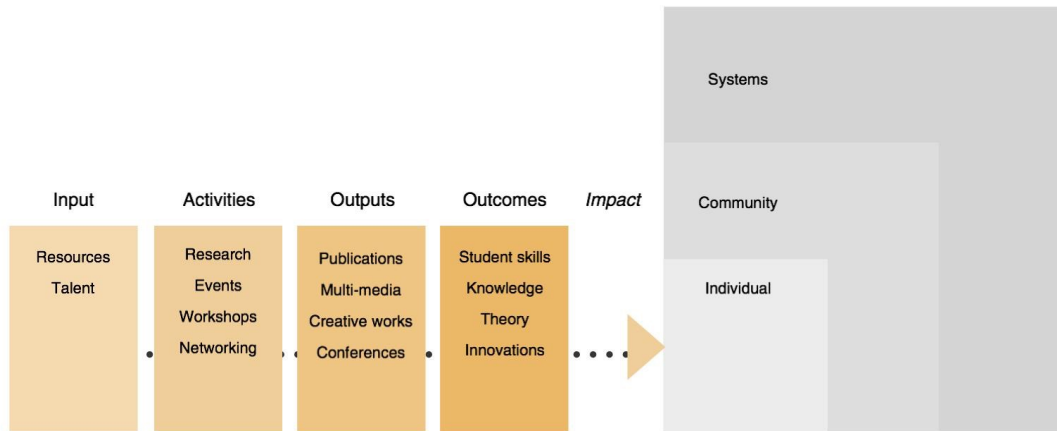 Systems
Input
Activities
Outputs
Outcomes
Impact
Community
Resources
Talent
Research
Events
Workshops
Networking
Publications
Multi-media
Creative works
Conferences
Student skills
Knowledge
Theory
Innovations
Individual